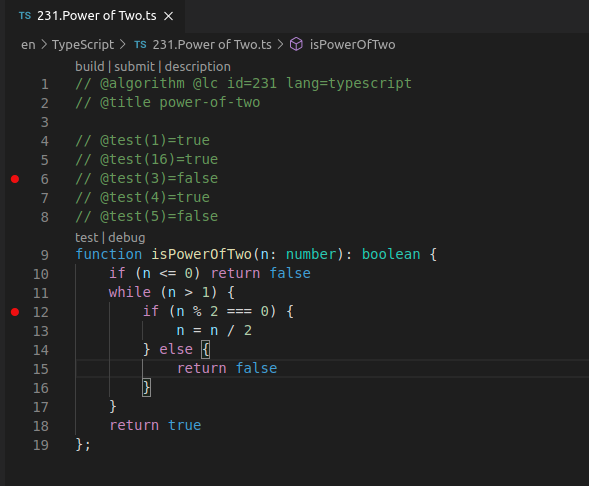 TS 231.Power of Two.ts ×
en > TypeScript > TS 231.Power of Two.ts > isPowerOfTwo
build | submit | description
1 // @algorithm @lc id=231 lang=typescript
2 // @title power-of-two
3
4 // @test(1)=true
5 // @test(16)=true
6 // @test(3)=false
7 // @test(4)=true
8 // @test(5)=false
test | debug
9 function isPowerOfTwo(n: number): boolean {
10     if (n <= 0) return false
11     while (n > 1) {
12         if (n % 2 === 0) {
13             n = n / 2
14         } else {
15             return false
16         }
17     }
18     return true
19 };